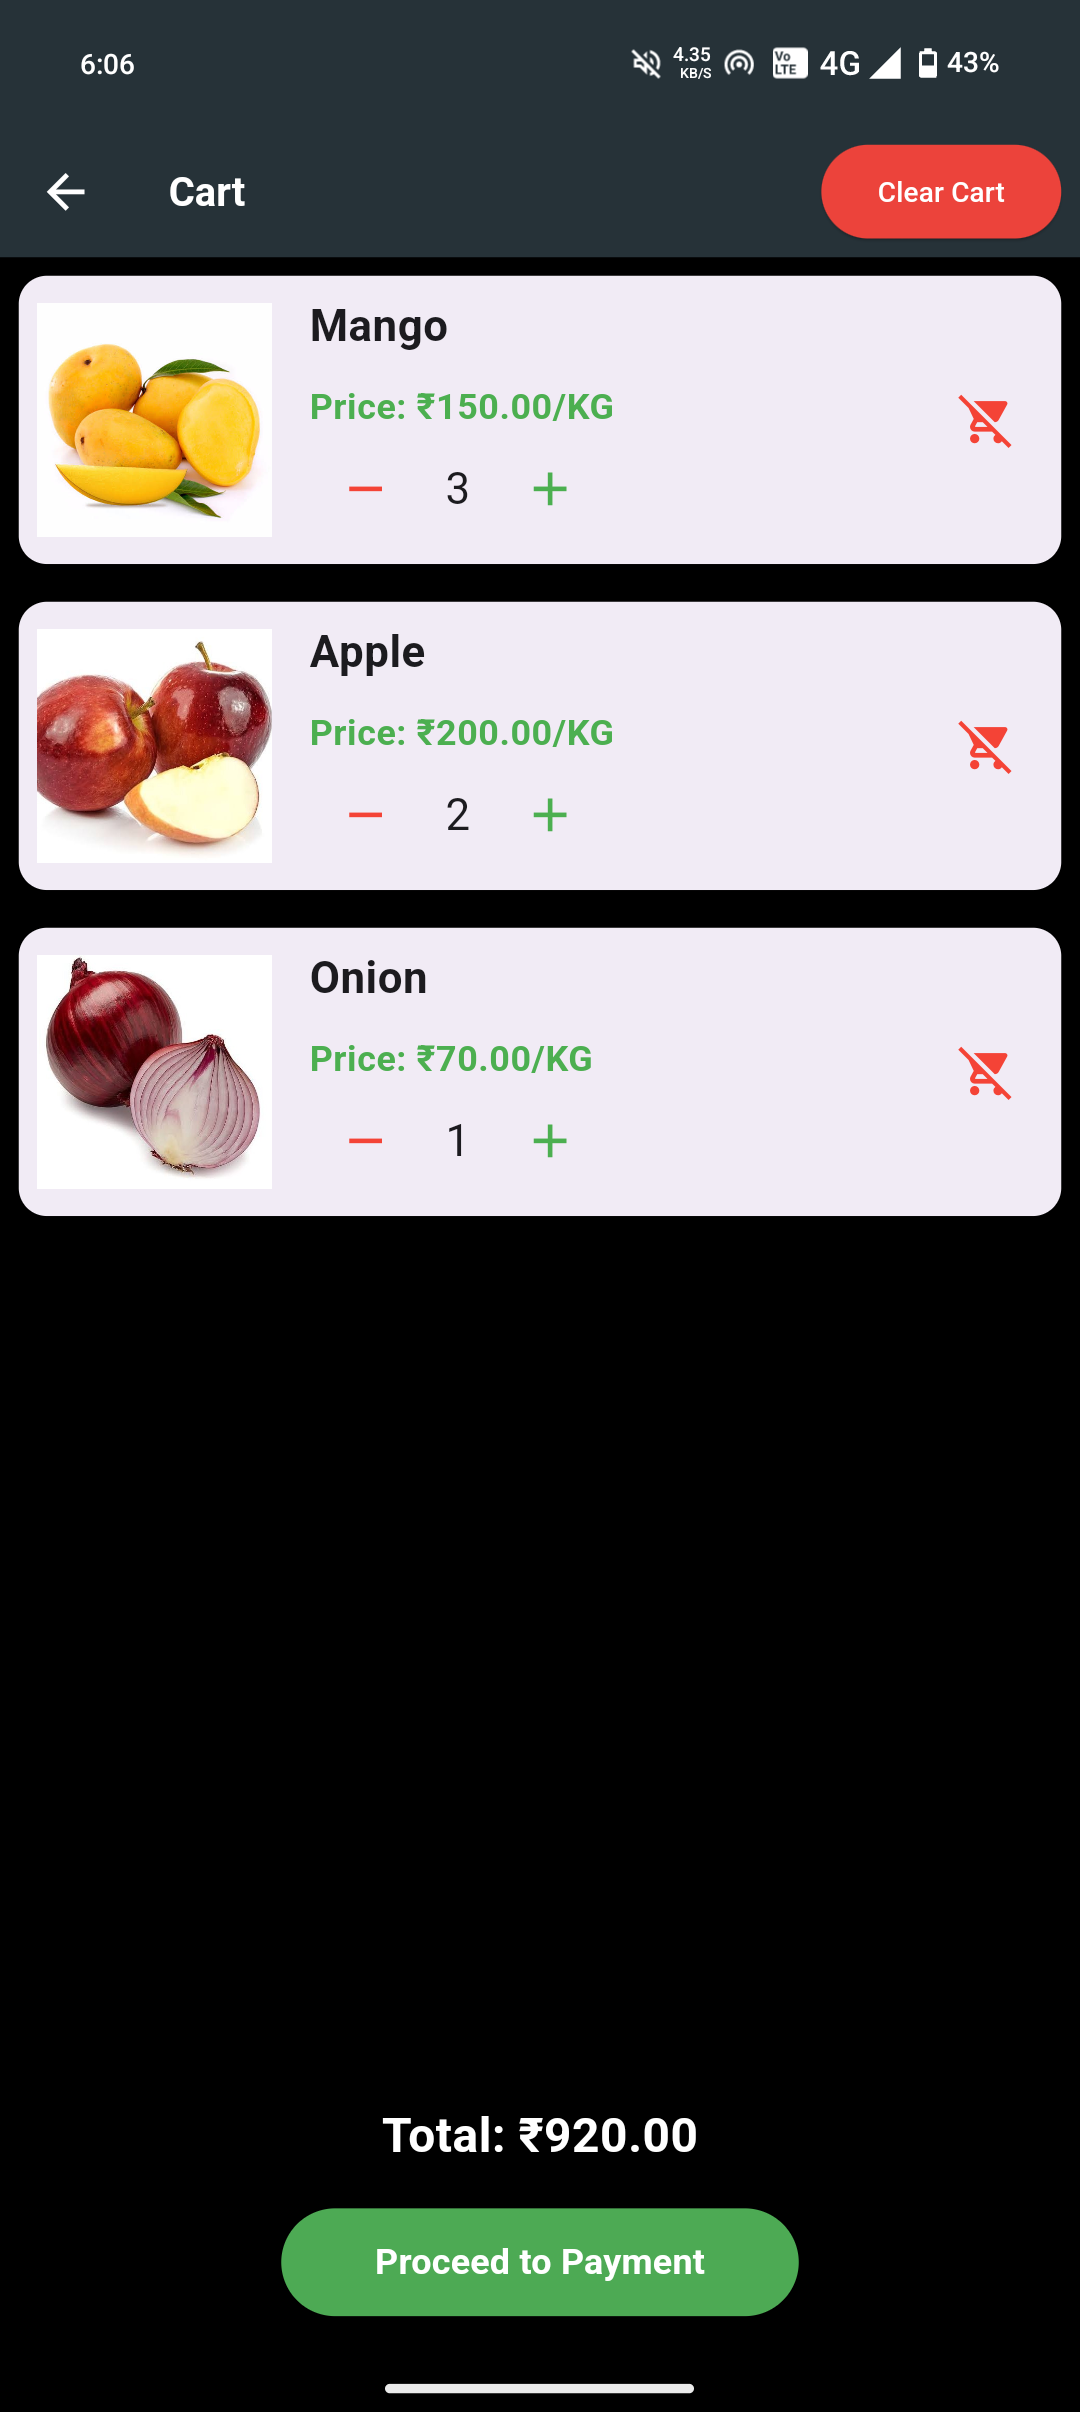 6:06
4.35
KB/S
Vo
LTE
4G
43%
Cart
Clear Cart
Mango
Price: ₹150.00/KG
3
Apple
Price: ₹200.00/KG
2
Onion
Price: ₹70.00/KG
1
Total: ₹920.00
Proceed to Payment